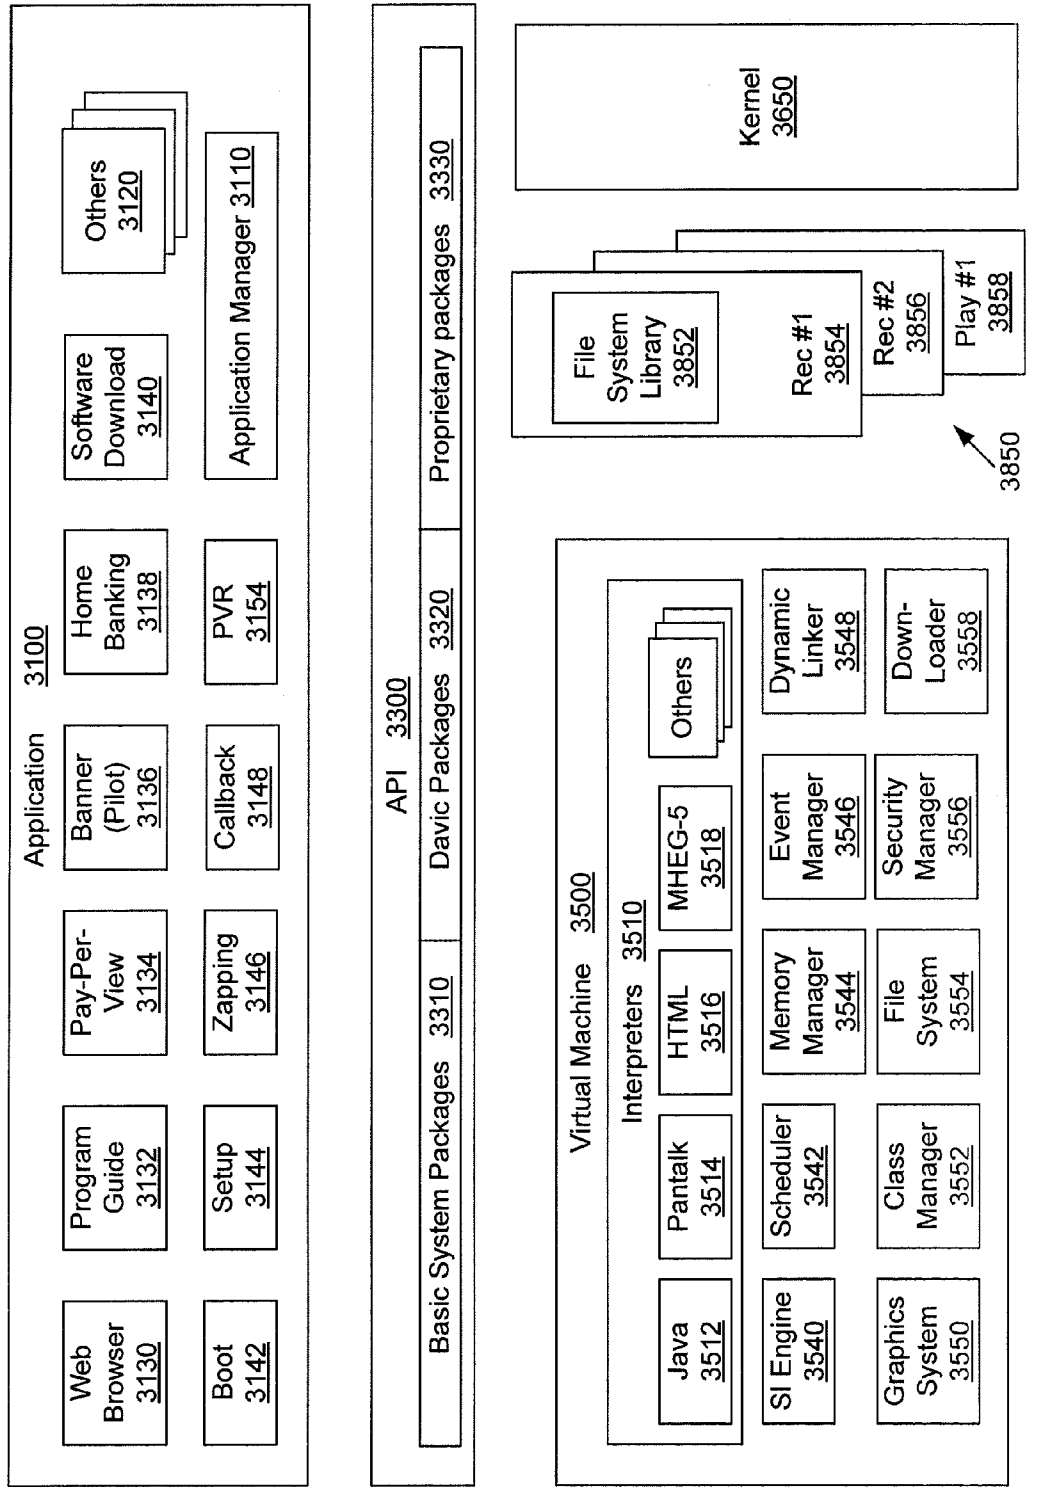 Application 3100
Web
Browser
3130
Program
Guide
3132
Pay-Per-
View
3134
Banner
(Pilot)
3136
Home
Banking
3138
Software
Download
3140
Others
3120
Boot
3142
Setup
3144
Zapping
3146
Callback
3148
PVR
3154
Application Manager 3110
API 3300
Basic System Packages 3310
Davic Packages 3320
Proprietary packages 3330
Virtual Machine 3500
Interpreters 3510
Java
3512
Pantalk
3514
HTML
3516
MHEG-5
3518
Others
SI Engine
3540
Scheduler
3542
Memory
Manager
3544
Event
Manager
3546
Dynamic
Linker
3548
Graphics
System
3550
Class
Manager
3552
File
System
3554
Security
Manager
3556
Down-
Loader
3558
File
System
Library
3852
Rec #1
3854
Rec #2
3856
Play #1
3858
3850
Kernel
3650